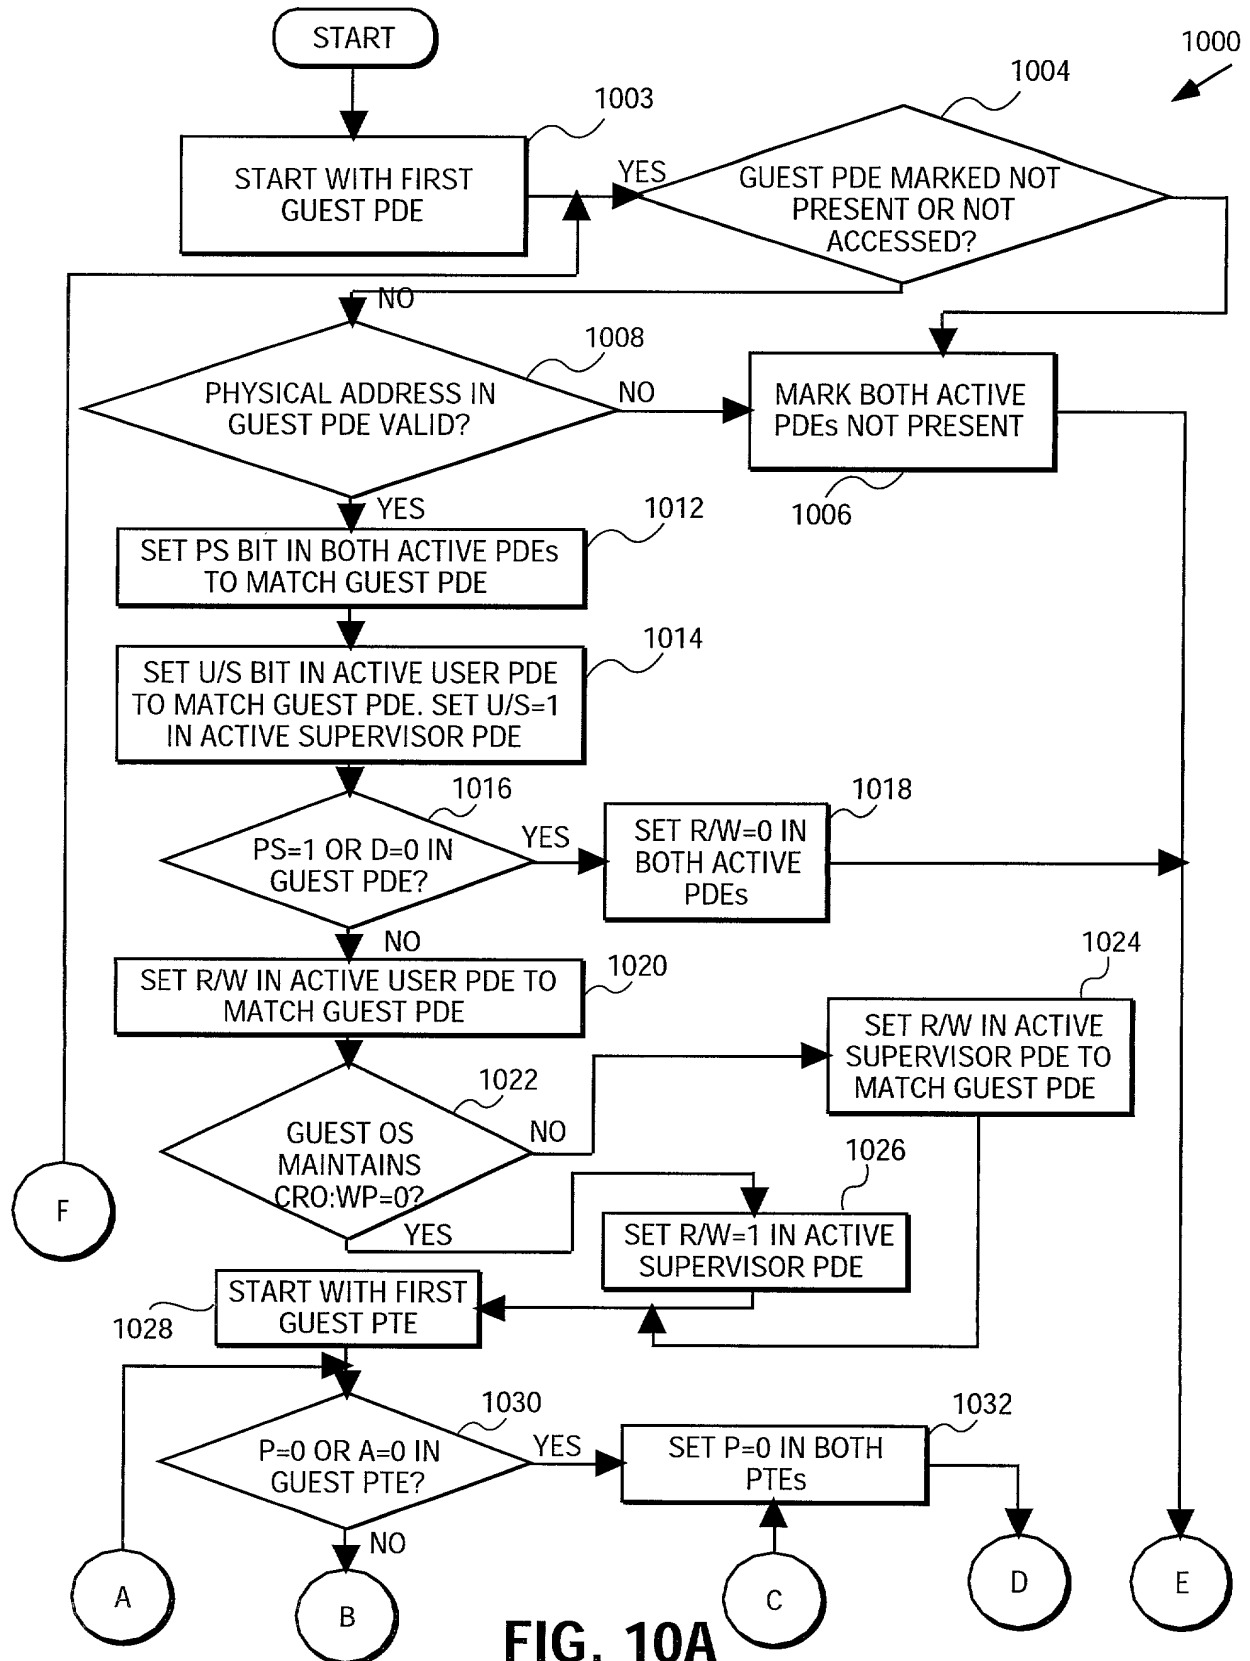 START
1000
1003
1004
START WITH FIRST
GUEST PDE
YES
GUEST PDE MARKED NOT
PRESENT OR NOT
ACCESSED?
NO
1008
PHYSICAL ADDRESS IN
GUEST PDE VALID?
NO
MARK BOTH ACTIVE
PDEs NOT PRESENT
1006
YES
1012
SET PS BIT IN BOTH ACTIVE PDEs
TO MATCH GUEST PDE
1014
SET U/S BIT IN ACTIVE USER PDE
TO MATCH GUEST PDE. SET U/S=1
IN ACTIVE SUPERVISOR PDE
1016
PS=1 OR D=0 IN
GUEST PDE?
YES
1018
SET R/W=0 IN
BOTH ACTIVE
PDEs
NO
1020
SET R/W IN ACTIVE USER PDE TO
MATCH GUEST PDE
1024
SET R/W IN ACTIVE
SUPERVISOR PDE TO
MATCH GUEST PDE
1022
GUEST OS
MAINTAINS
CRO:WP=0?
NO
YES
1026
SET R/W=1 IN ACTIVE
SUPERVISOR PDE
F
1028
START WITH FIRST
GUEST PTE
1030
P=0 OR A=0 IN
GUEST PTE?
YES
1032
SET P=0 IN BOTH
PTEs
NO
A
B
C
D
E
FIG. 10A